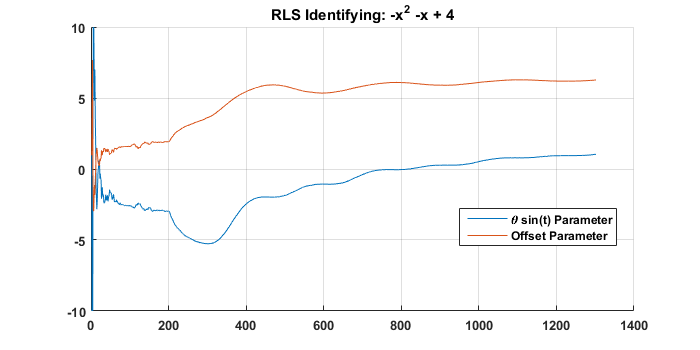 RLS Identifying: -x² -x + 4
10
5
0
-5
-10
0 200 400 600 800 1000 1200 1400
θ sin(t) Parameter
Offset Parameter